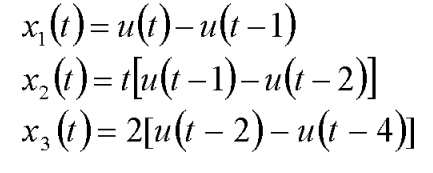 x₁(t) = u(t) − u(t − 1)
x₂(t) = t[u(t − 1) − u(t − 2)]
x₃(t) = 2[u(t − 2) − u(t − 4)]